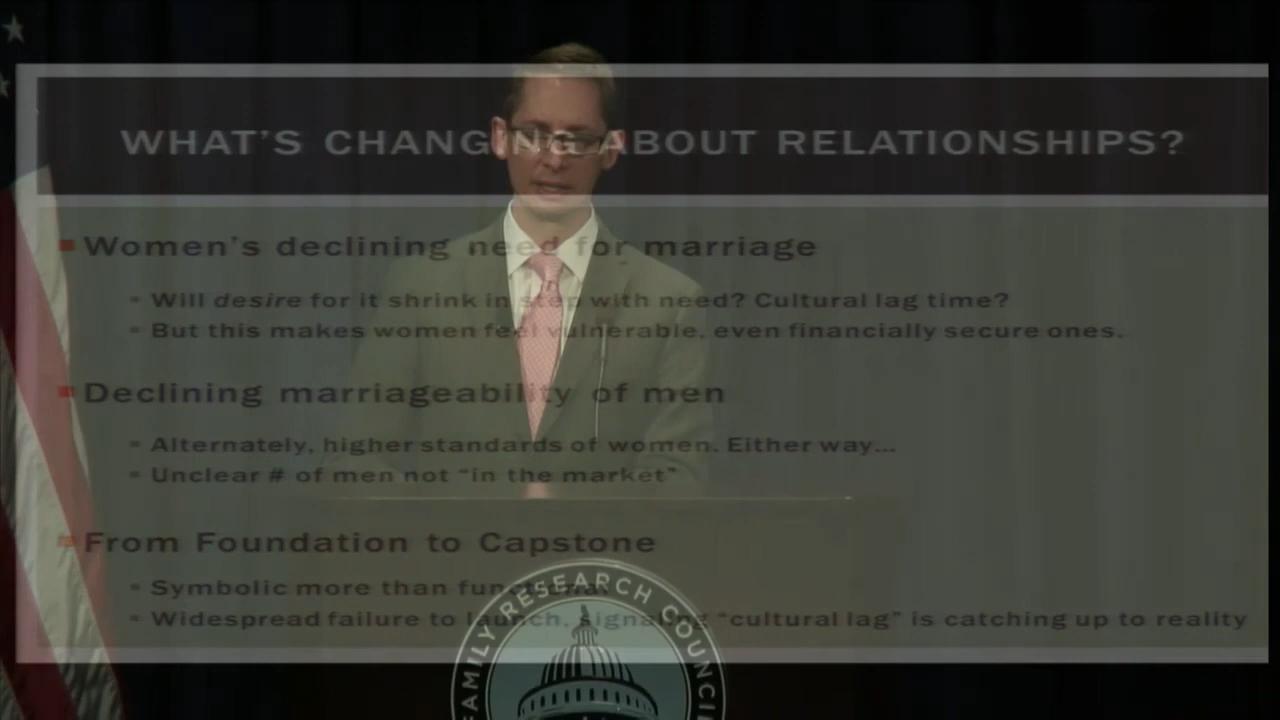 WHAT'S CHANGING ABOUT RELATIONSHIPS?
Women's declining need for marriage
Will desire for it shrink in step with need? Cultural lag time?
But this makes women feel vulnerable, even financially secure ones.
Declining marriageability of men
Alternately, higher standards of women. Either way…
Unclear # of men not "in the market"
From Foundation to Capstone
Symbolic more than functional
Widespread failure to launch, signaling "cultural lag" is catching up to reality
FAMILY RESEARCH COUNCIL